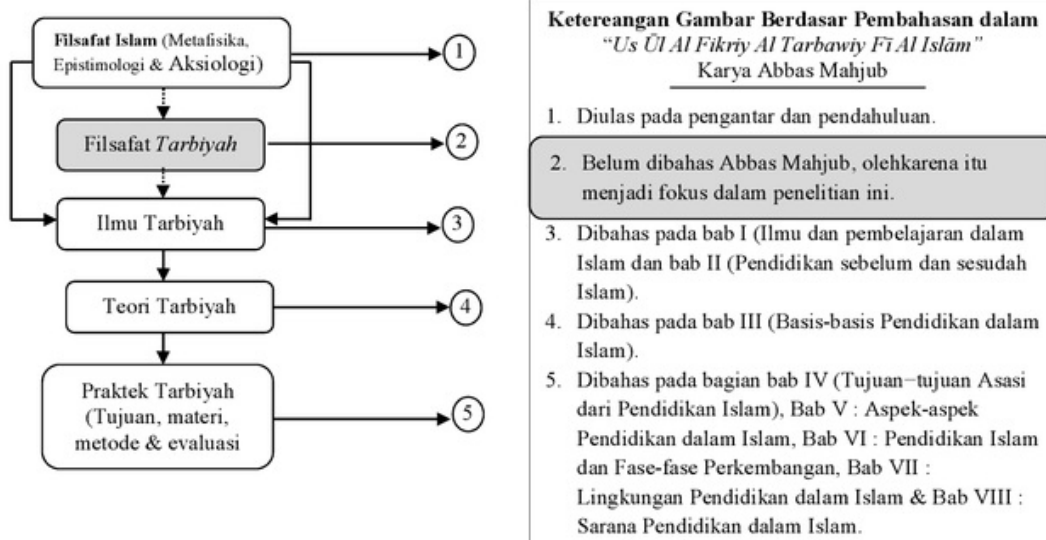 Filsafat Islam (Metafisika,
Epistimologi & Aksiologi)
1
Filsafat Tarbiyah
2
Ilmu Tarbiyah
3
Teori Tarbiyah
4
Praktek Tarbiyah
(Tujuan, materi,
metode & evaluasi
5
Ketereangan Gambar Berdasar Pembahasan dalam
“Us Ūl Al Fikriy Al Tarbawiy Fī Al Islām”
Karya Abbas Mahjub
1. Diulas pada pengantar dan pendahuluan.
2. Belum dibahas Abbas Mahjub, olehkarena itu
menjadi fokus dalam penelitian ini.
3. Dibahas pada bab I (Ilmu dan pembelajaran dalam
Islam dan bab II (Pendidikan sebelum dan sesudah
Islam).
4. Dibahas pada bab III (Basis-basis Pendidikan dalam
Islam).
5. Dibahas pada bagian bab IV (Tujuan−tujuan Asasi
dari Pendidikan Islam), Bab V : Aspek-aspek
Pendidikan dalam Islam, Bab VI : Pendidikan Islam
dan Fase-fase Perkembangan, Bab VII :
Lingkungan Pendidikan dalam Islam & Bab VIII :
Sarana Pendidikan dalam Islam.